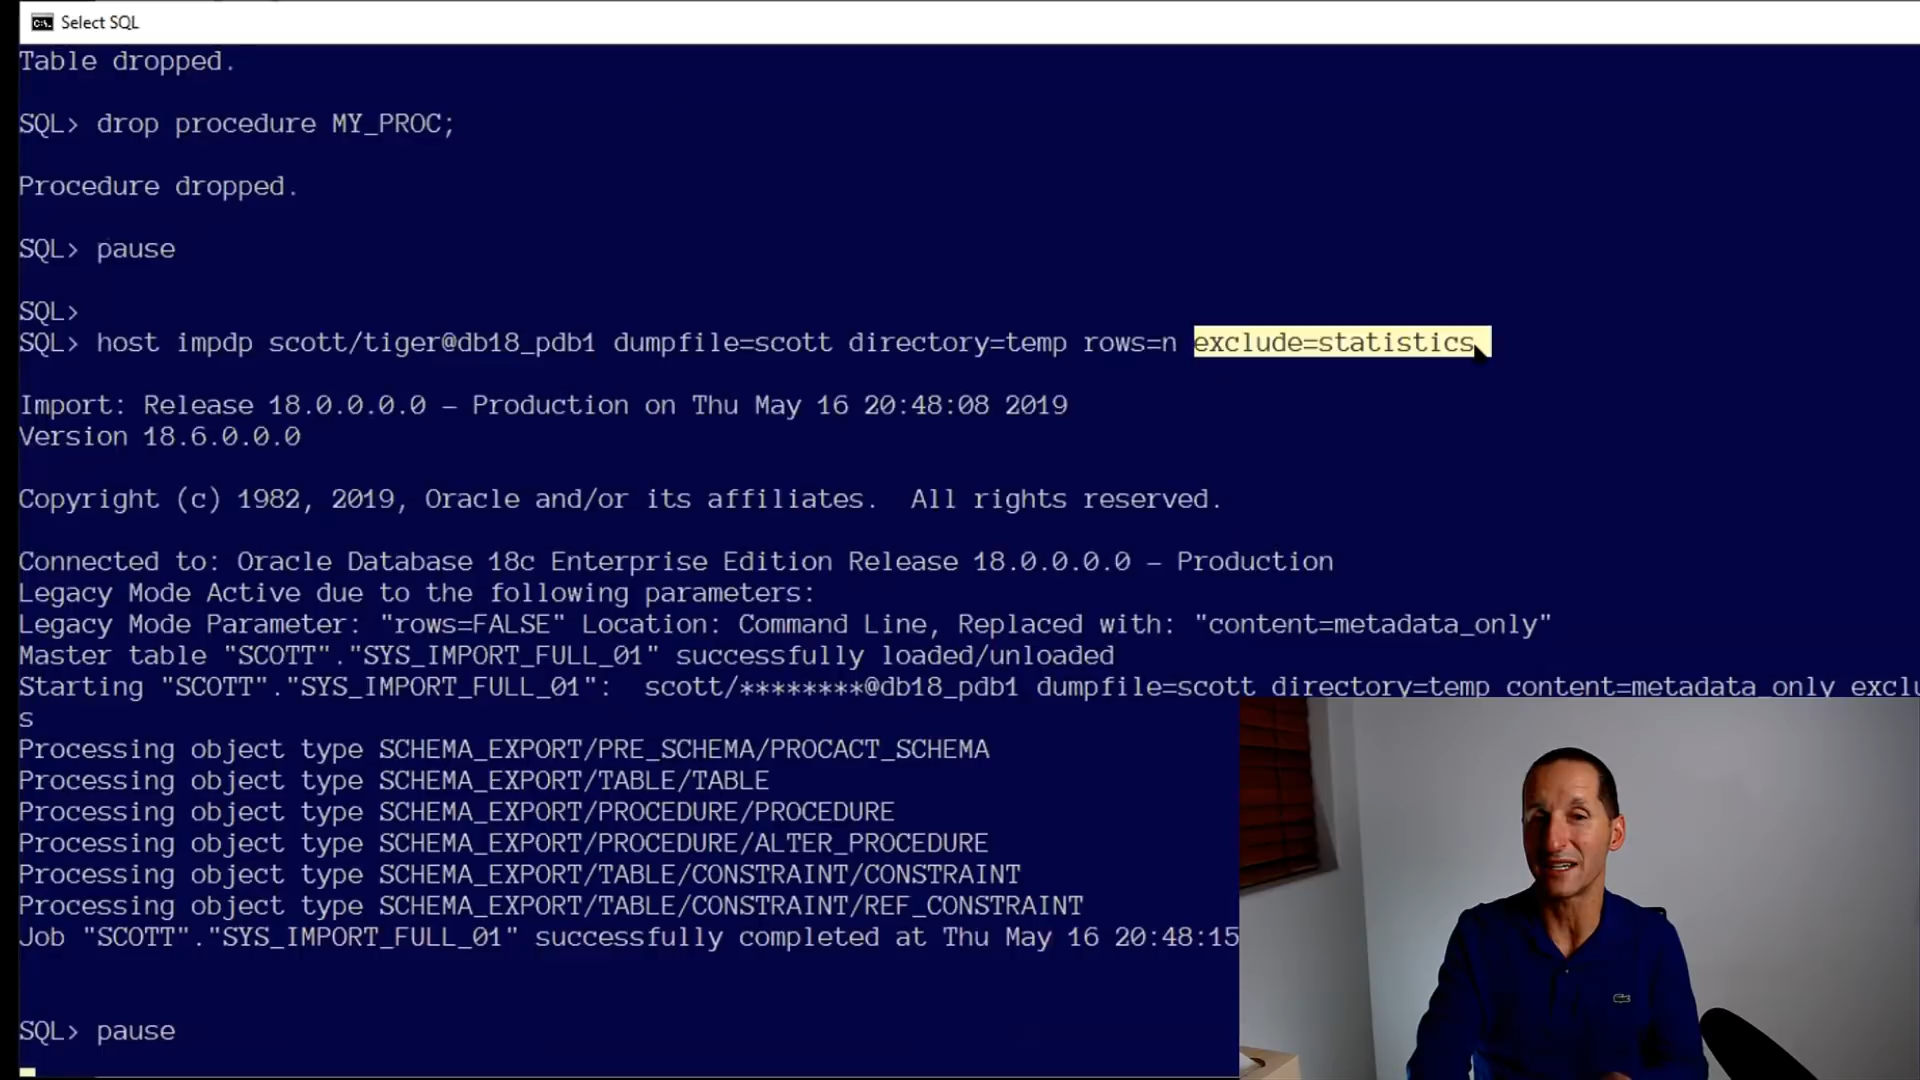 Select SQL
Table dropped.
SQL> drop procedure MY_PROC;
Procedure dropped.
SQL> pause
SQL>
SQL> host impdp scott/tiger@db18_pdb1 dumpfile=scott directory=temp rows=n exclude=statistics
Import: Release 18.0.0.0.0 - Production on Thu May 16 20:48:08 2019
Version 18.6.0.0.0
Copyright (c) 1982, 2019, Oracle and/or its affiliates.  All rights reserved.
Connected to: Oracle Database 18c Enterprise Edition Release 18.0.0.0.0 - Production
Legacy Mode Active due to the following parameters:
Legacy Mode Parameter: "rows=FALSE" Location: Command Line, Replaced with: "content=metadata_only"
Master table "SCOTT"."SYS_IMPORT_FULL_01" successfully loaded/unloaded
Starting "SCOTT"."SYS_IMPORT_FULL_01":  scott/********@db18_pdb1 dumpfile=scott directory=temp content=metadata_only exclu
s
Processing object type SCHEMA_EXPORT/PRE_SCHEMA/PROCACT_SCHEMA
Processing object type SCHEMA_EXPORT/TABLE/TABLE
Processing object type SCHEMA_EXPORT/PROCEDURE/PROCEDURE
Processing object type SCHEMA_EXPORT/PROCEDURE/ALTER_PROCEDURE
Processing object type SCHEMA_EXPORT/TABLE/CONSTRAINT/CONSTRAINT
Processing object type SCHEMA_EXPORT/TABLE/CONSTRAINT/REF_CONSTRAINT
Job "SCOTT"."SYS_IMPORT_FULL_01" successfully completed at Thu May 16 20:48:15
SQL> pause